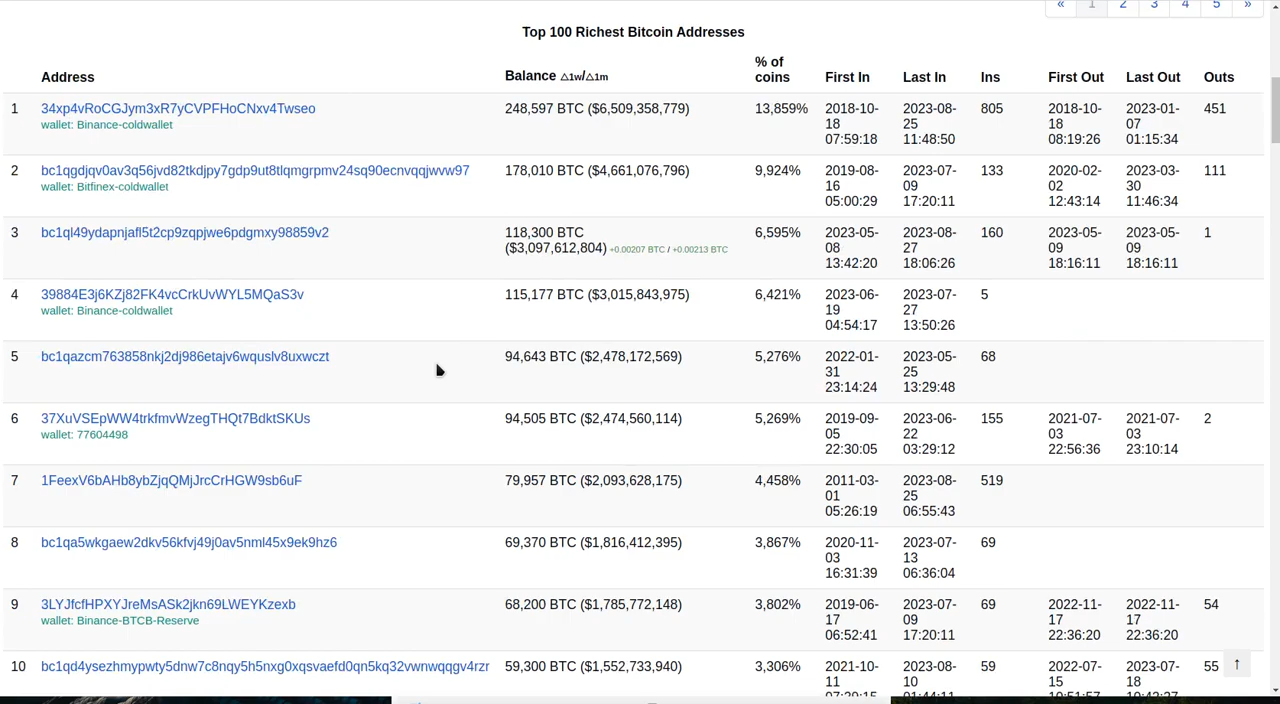 « 1 2 3 4 5 »
Top 100 Richest Bitcoin Addresses
Address Balance △1w/△1m % of coins First In Last In Ins First Out Last Out Outs
1 34xp4vRoCGJym3xR7yCVPFHoCNxv4Twseo 248,597 BTC ($6,509,358,779) 13,859% 2018-10-18 07:59:18 2023-08-25 11:48:50 805 2018-10-18 08:19:26 2023-01-07 01:15:34 451
wallet: Binance-coldwallet
2 bc1qgdjqv0av3q56jvd82tkdjpy7gdp9ut8tlqmgrpmv24sq90ecnvqqjwvw97 178,010 BTC ($4,661,076,796) 9,924% 2019-08-16 05:00:29 2023-07-09 17:20:11 133 2020-02-02 12:43:14 2023-03-30 11:46:34 111
wallet: Bitfinex-coldwallet
3 bc1ql49ydapnjafl5t2cp9zqpjwe6pdgmxy98859v2 118,300 BTC ($3,097,612,804) +0.00207 BTC / +0.00213 BTC 6,595% 2023-05-08 13:42:20 2023-08-27 18:06:26 160 2023-05-09 18:16:11 2023-05-09 18:16:11 1
4 39884E3j6KZj82FK4vcCrkUvWYL5MQaS3v 115,177 BTC ($3,015,843,975) 6,421% 2023-06-19 04:54:17 2023-07-27 13:50:26 5
wallet: Binance-coldwallet
5 bc1qazcm763858nkj2dj986etajv6wquslv8uxwczt 94,643 BTC ($2,478,172,569) 5,276% 2022-01-31 23:14:24 2023-05-25 13:29:48 68
6 37XuVSEpWW4trkfmvWzegTHQt7BdktSKUs 94,505 BTC ($2,474,560,114) 5,269% 2019-09-05 22:30:05 2023-06-22 03:29:12 155 2021-07-03 22:56:36 2021-07-03 23:10:14 2
wallet: 77604498
7 1FeexV6bAHb8ybZjqQMjJrcCrHGW9sb6uF 79,957 BTC ($2,093,628,175) 4,458% 2011-03-01 05:26:19 2023-08-25 06:55:43 519
8 bc1qa5wkgaew2dkv56kfvj49j0av5nml45x9ek9hz6 69,370 BTC ($1,816,412,395) 3,867% 2020-11-03 16:31:39 2023-07-13 06:36:04 69
9 3LYJfcfHPXYJreMsASk2jkn69LWEYKzexb 68,200 BTC ($1,785,772,148) 3,802% 2019-06-17 06:52:41 2023-07-09 17:20:11 69 2022-11-17 22:36:20 2022-11-17 22:36:20 54
wallet: Binance-BTCB-Reserve
10 bc1qd4ysezhmypwty5dnw7c8nqy5h5nxg0xqsvaefd0qn5kq32vwnwqqgv4rzr 59,300 BTC ($1,552,733,940) 3,306% 2021-10-11 2023-08-10 59 2022-07-15 2023-07-18 55